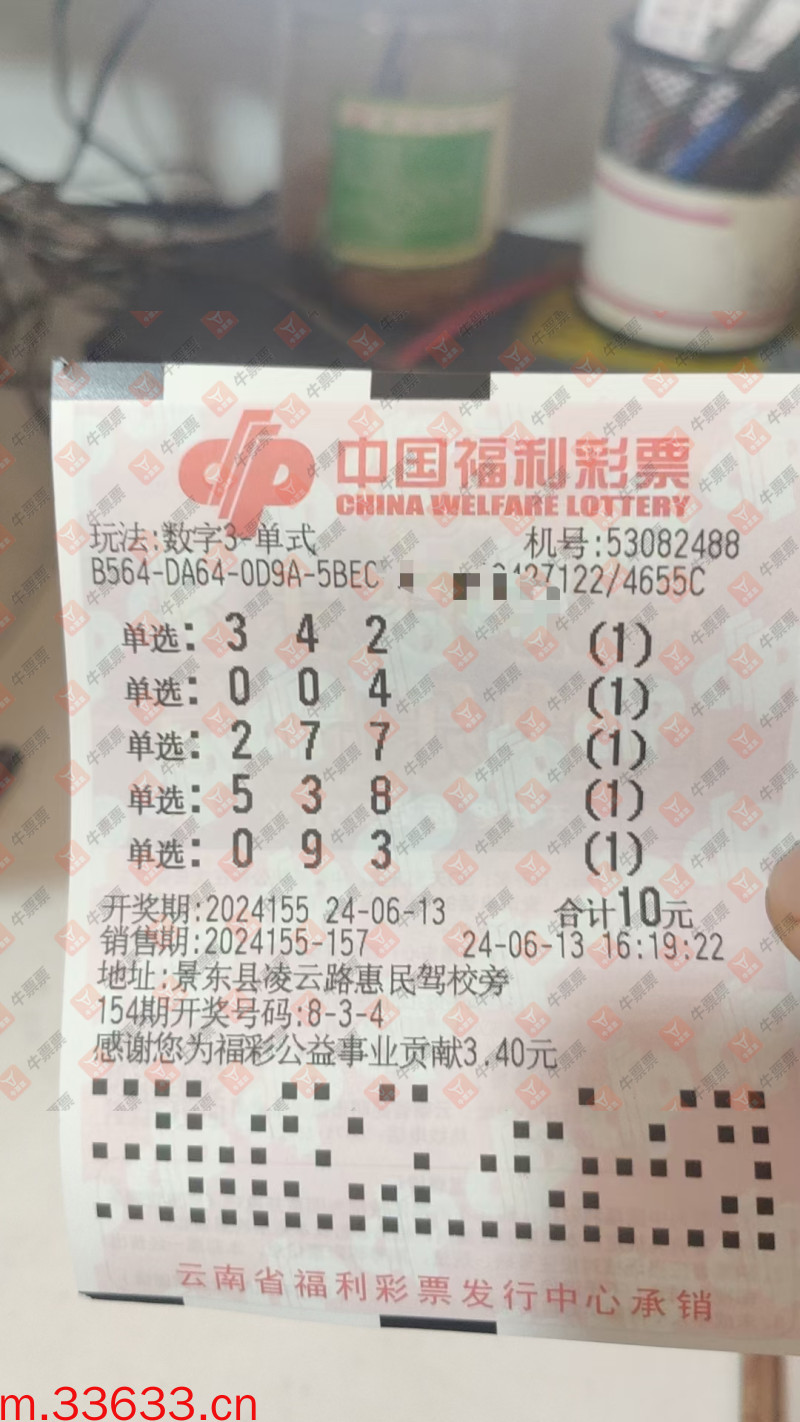 中国福利彩票
CHINA WELFARE LOTTERY
玩法:数字3-单式 机号:53082488
B564-DA64-0D9A-5BEC 127122/4655C
单选: 3 4 2 (1)
单选: 0 0 4 (1)
单选: 2 7 7 (1)
单选: 5 3 8 (1)
单选: 0 9 3 (1)
开奖期:2024155 24-06-13 合计10元
销售期:2024155-157 24-06-13 16:19:22
地址:景东县凌云路惠民驾校旁
154期开奖号码:8-3-4
感谢您为福彩公益事业贡献3.40元
云南省福利彩票发行中心承销
牛票票
m.33633.cn